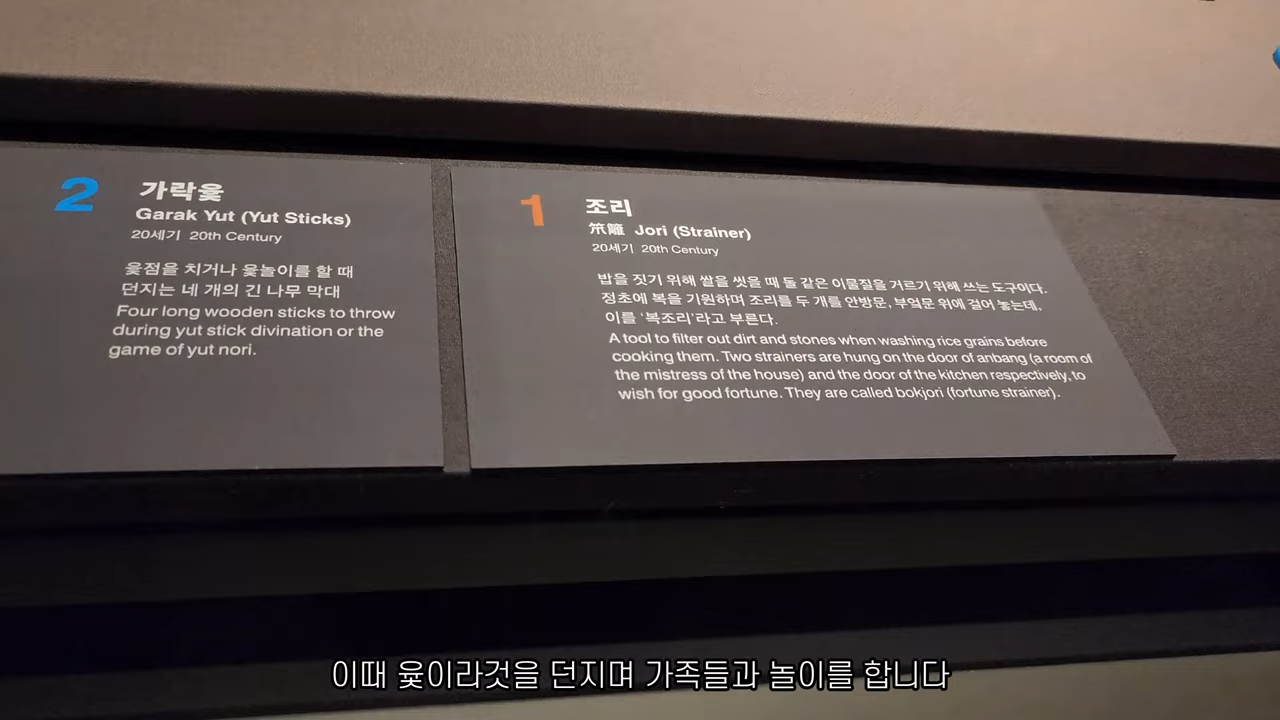 2
가락윷
Garak Yut (Yut Sticks)
20세기 20th Century
윷점을 치거나 윷놀이를 할 때
던지는 네 개의 긴 나무 막대
Four long wooden sticks to throw
during yut stick divination or the
game of yut nori.
1
조리
笊籬 Jori (Strainer)
20세기 20th Century
밥을 짓기 위해 쌀을 씻을 때 돌 같은 이물질을 거르기 위해 쓰는 도구이다.
정초에 복을 기원하며 조리를 두 개를 안방문, 부엌문 위에 걸어 놓는데,
이를 '복조리'라고 부른다.
A tool to filter out dirt and stones when washing rice grains before
cooking them. Two strainers are hung on the door of anbang (a room of
the mistress of the house) and the door of the kitchen respectively, to
wish for good fortune. They are called bokjori (fortune strainer).
이때 윷이라것을 던지며 가족들과 놀이를 합니다